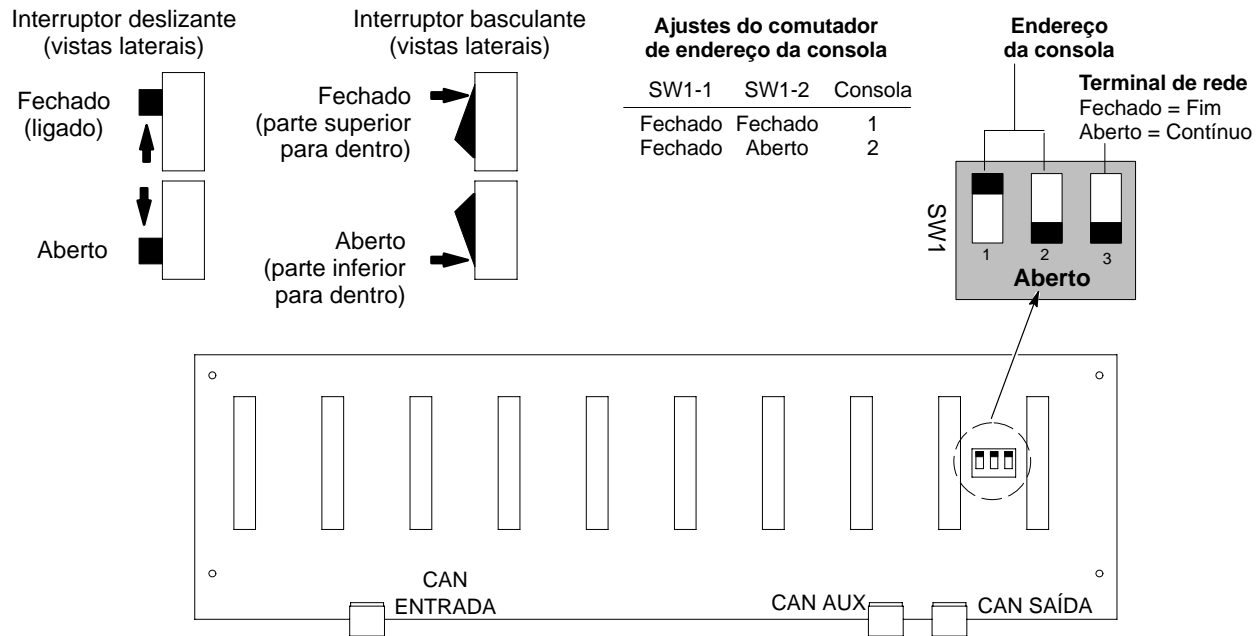 Interruptor deslizante
(vistas laterais)
Fechado
(ligado)
Aberto
Interruptor basculante
(vistas laterais)
Fechado
(parte superior
para dentro)
Aberto
(parte inferior
para dentro)
Ajustes do comutador
de endereço da consola
SW1-1 SW1-2 Consola
Fechado Fechado 1
Fechado Aberto 2
Endereço
da consola
Terminal de rede
Fechado = Fim
Aberto = Contínuo
SW1
1 2 3
Aberto
CAN
ENTRADA
CAN AUX
CAN SAÍDA